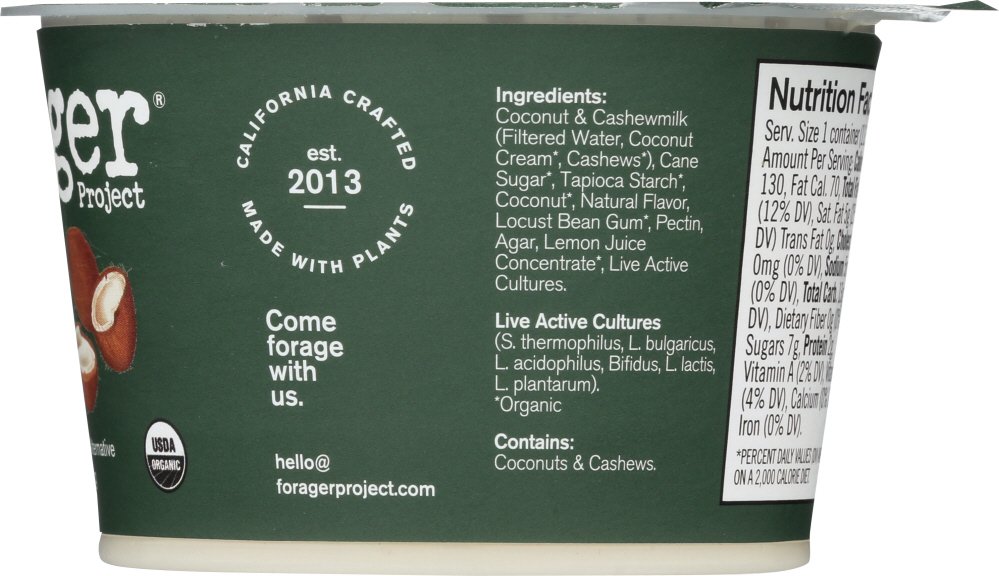 ger®
Project
ernative
USDA
ORGANIC
CALIFORNIA CRAFTED
est.
2013
MADE WITH PLANTS
Come
forage
with
us.
hello@
foragerproject.com
Ingredients:
Coconut & Cashewmilk
(Filtered Water, Coconut
Cream*, Cashews*), Cane
Sugar*, Tapioca Starch*,
Coconut*, Natural Flavor,
Locust Bean Gum*, Pectin,
Agar, Lemon Juice
Concentrate*, Live Active
Cultures.
Live Active Cultures
(S. thermophilus, L. bulgaricus,
L. acidophilus, Bifidus, L. lactis,
L. plantarum).
*Organic
Contains:
Coconuts & Cashews.
Nutrition Fa
Serv. Size 1 container
Amount Per Serving:
130, Fat Cal. 70, Total
(12% DV), Sat. Fat 5g
DV) Trans Fat 0g,
0mg (0% DV), Sodium
(0% DV), Total Carb.
DV), Dietary Fiber 0g
Sugars 7g, Protein
Vitamin A (2% DV),
(4% DV), Calcium
Iron (0% DV).
*PERCENT DAILY VALUES
ON A 2,000 CALORIE DIET